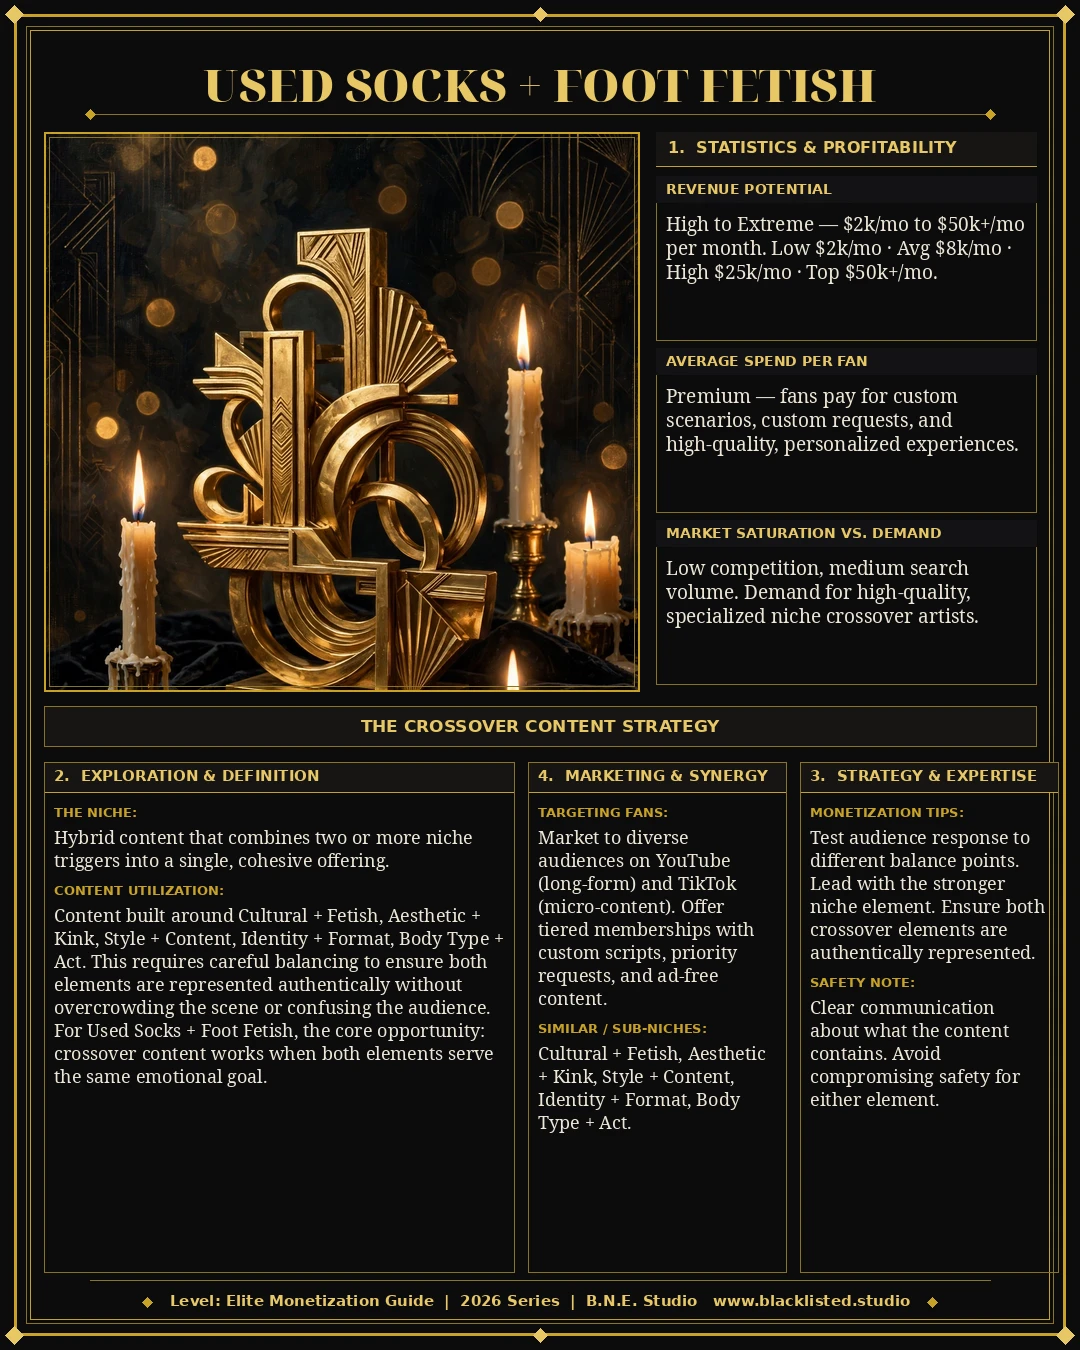 USED SOCKS + FOOT FETISH
1. STATISTICS & PROFITABILITY
REVENUE POTENTIAL
High to Extreme — $2k/mo to $50k+/mo
per month. Low $2k/mo · Avg $8k/mo ·
High $25k/mo · Top $50k+/mo.
AVERAGE SPEND PER FAN
Premium — fans pay for custom
scenarios, custom requests, and
high-quality, personalized experiences.
MARKET SATURATION VS. DEMAND
Low competition, medium search
volume. Demand for high-quality,
specialized niche crossover artists.
THE CROSSOVER CONTENT STRATEGY
2. EXPLORATION & DEFINITION
THE NICHE:
Hybrid content that combines two or more niche
triggers into a single, cohesive offering.
CONTENT UTILIZATION:
Content built around Cultural + Fetish, Aesthetic +
Kink, Style + Content, Identity + Format, Body Type +
Act. This requires careful balancing to ensure both
elements are represented authentically without
overcrowding the scene or confusing the audience.
For Used Socks + Foot Fetish, the core opportunity:
crossover content works when both elements serve
the same emotional goal.
4. MARKETING & SYNERGY
TARGETING FANS:
Market to diverse
audiences on YouTube
(long-form) and TikTok
(micro-content). Offer
tiered memberships with
custom scripts, priority
requests, and ad-free
content.
SIMILAR / SUB-NICHES:
Cultural + Fetish, Aesthetic
+ Kink, Style + Content,
Identity + Format, Body
Type + Act.
3. STRATEGY & EXPERTISE
MONETIZATION TIPS:
Test audience response to
different balance points.
Lead with the stronger
niche element. Ensure both
crossover elements are
authentically represented.
SAFETY NOTE:
Clear communication
about what the content
contains. Avoid
compromising safety for
either element.
Level: Elite Monetization Guide | 2026 Series | B.N.E. Studio www.blacklisted.studio